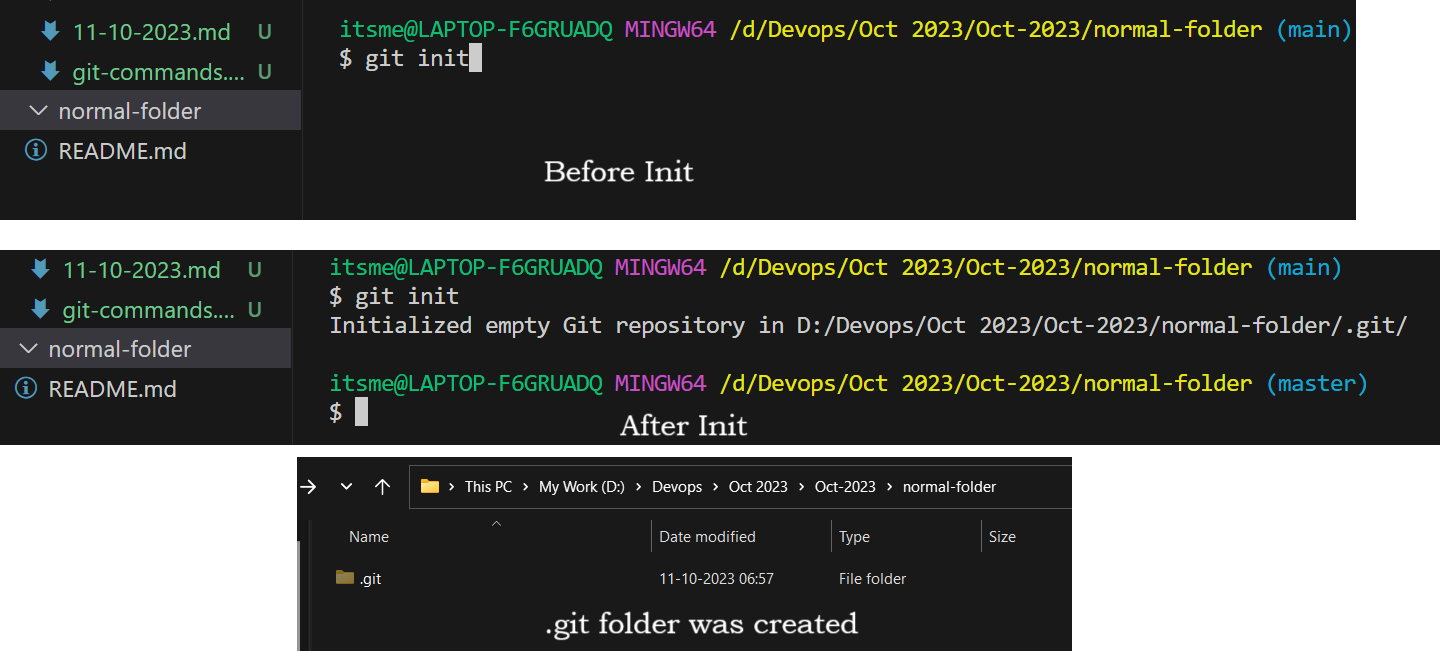 11-10-2023.md U
git-commands.... U
normal-folder
README.md
itsme@LAPTOP-F6GRUADQ MINGW64 /d/Devops/Oct 2023/Oct-2023/normal-folder (main)
$ git init
Before Init
11-10-2023.md U
git-commands.... U
normal-folder
README.md
itsme@LAPTOP-F6GRUADQ MINGW64 /d/Devops/Oct 2023/Oct-2023/normal-folder (main)
$ git init
Initialized empty Git repository in D:/Devops/Oct 2023/Oct-2023/normal-folder/.git/
itsme@LAPTOP-F6GRUADQ MINGW64 /d/Devops/Oct 2023/Oct-2023/normal-folder (master)
$
After Init
This PC > My Work (D:) > Devops > Oct 2023 > Oct-2023 > normal-folder
Name Date modified Type Size
.git 11-10-2023 06:57 File folder
.git folder was created